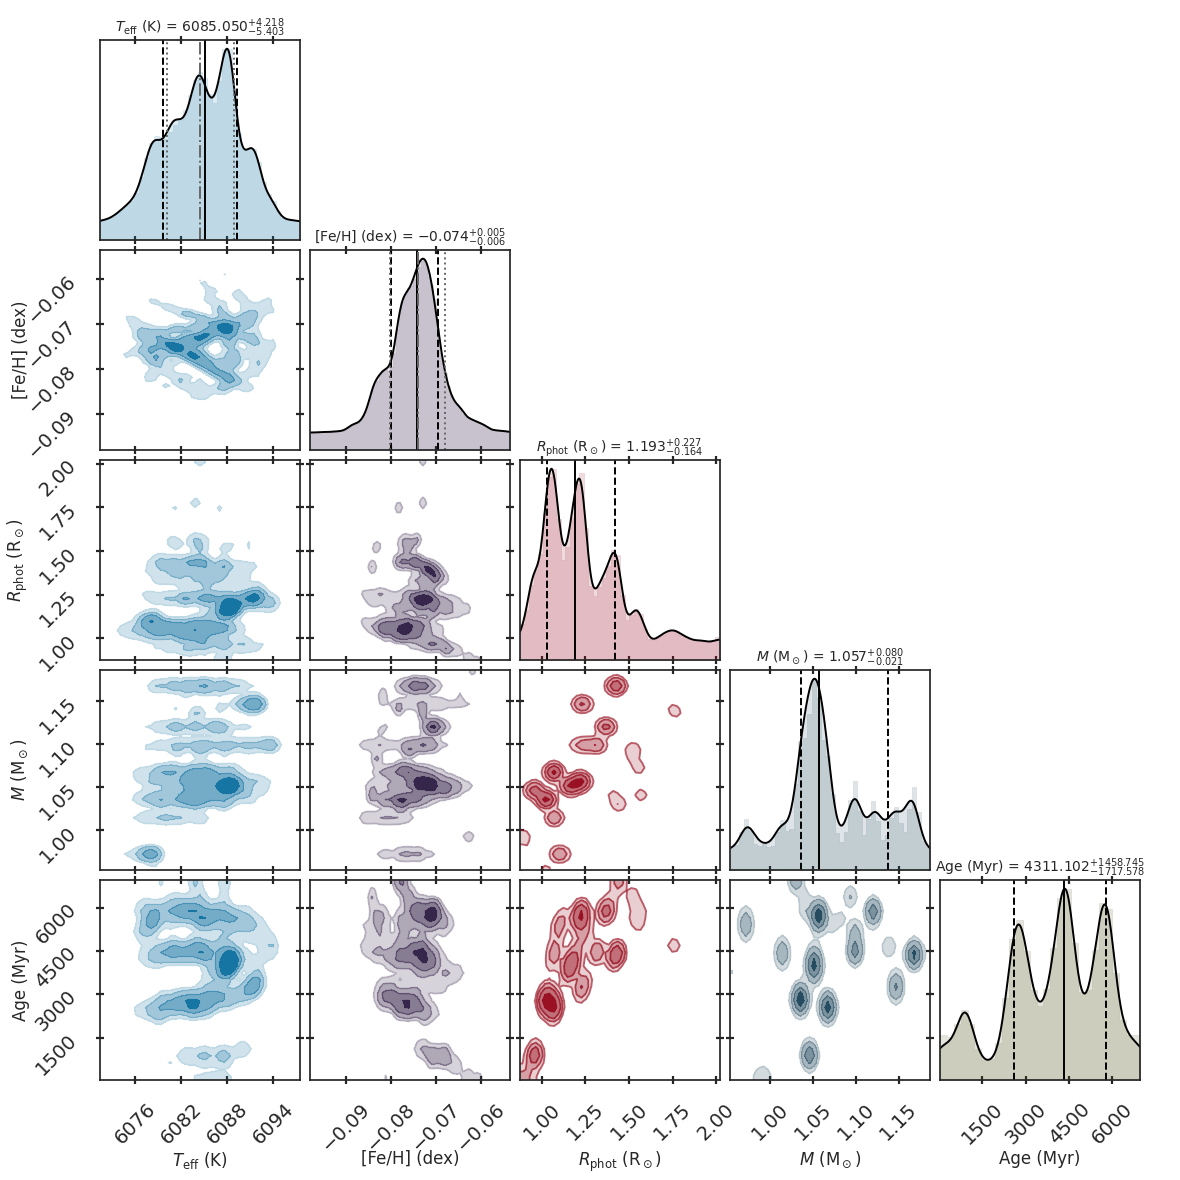 T_eff (K) = 6085.050^{+4.218}_{−5.403}
[Fe/H] (dex) = −0.074^{+0.005}_{−0.006}
−0.06
−0.07
−0.08
−0.09
[Fe/H] (dex)
R_phot (R_⊙) = 1.193^{+0.227}_{−0.164}
2.00
1.75
1.50
1.25
1.00
R_phot (R_⊙)
M (M_⊙) = 1.057^{+0.080}_{−0.021}
1.15
1.10
1.05
1.00
M (M_⊙)
Age (Myr) = 4311.102^{+1458.745}_{−1717.578}
6000
4500
3000
1500
Age (Myr)
6076 6082 6088 6094 −0.09 −0.08 −0.07 −0.06 1.00 1.25 1.50 1.75 2.00 1.00 1.05 1.10 1.15 1500 3000 4500 6000
T_eff (K) [Fe/H] (dex) R_phot (R_⊙) M (M_⊙) Age (Myr)